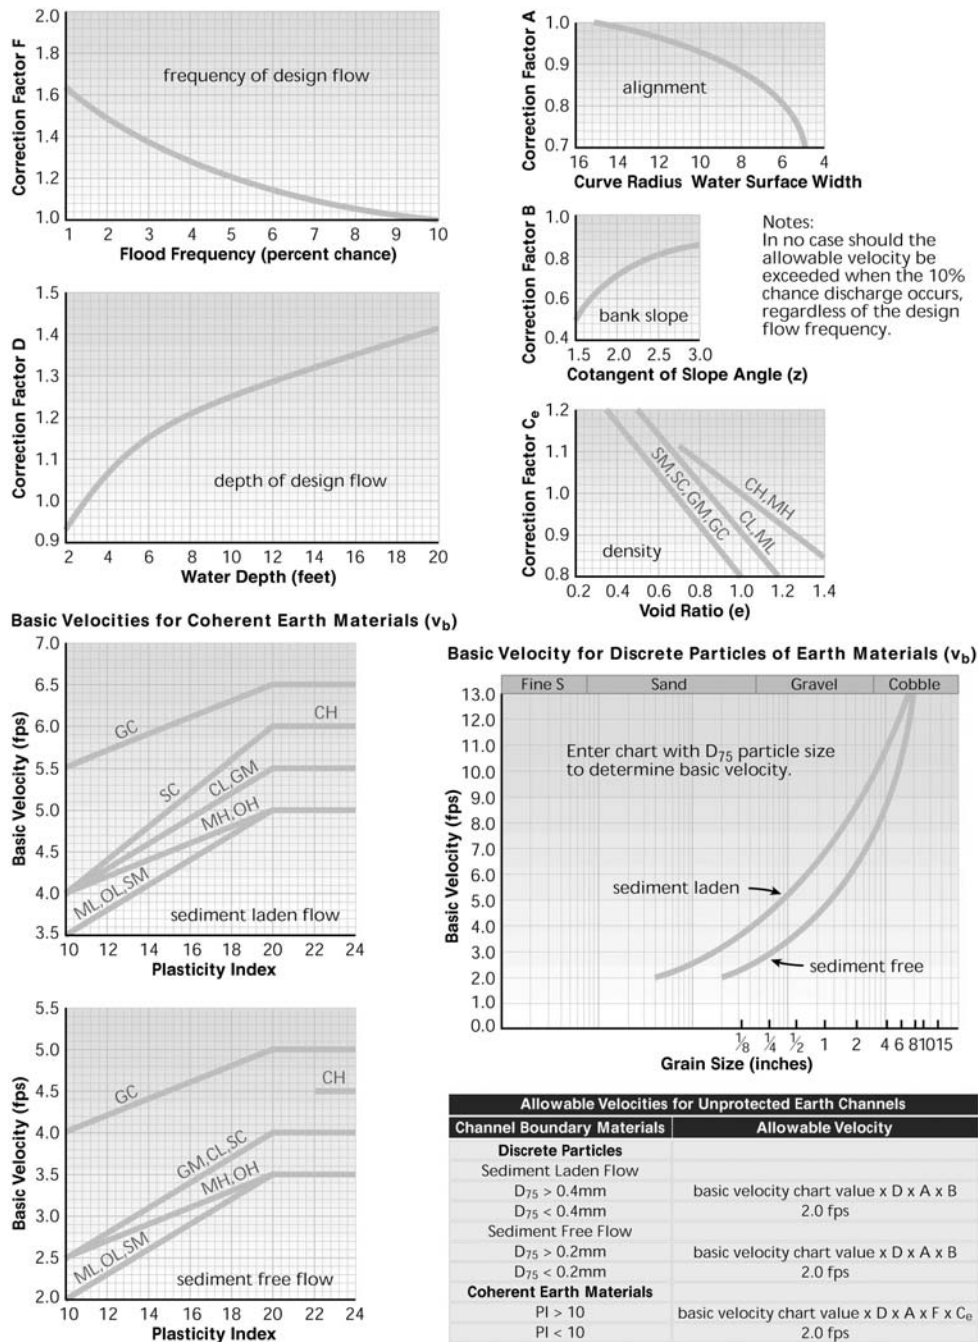 2.0
1.8
1.6
1.4
1.2
1.0
Correction Factor F
frequency of design flow
1 2 3 4 5 6 7 8 9 10
Flood Frequency (percent chance)
1.0
0.9
0.8
0.7
Correction Factor A
alignment
16 14 12 10 8 6 4
Curve Radius Water Surface Width
1.0
0.8
0.6
0.4
Correction Factor B
bank slope
1.5 2.0 2.5 3.0
Cotangent of Slope Angle (z)
Notes:
In no case should the
allowable velocity be
exceeded when the 10%
chance discharge occurs,
regardless of the design
flow frequency.
1.5
1.4
1.3
1.2
1.1
1.0
0.9
Correction Factor D
depth of design flow
2 4 6 8 10 12 14 16 18 20
Water Depth (feet)
1.2
1.1
1.0
0.9
0.8
Correction Factor Cₑ
SM,SC,GM,GC
CL,ML
CH,MH
density
0.2 0.4 0.6 0.8 1.0 1.2 1.4
Void Ratio (e)
Basic Velocities for Coherent Earth Materials (v_b)
7.0
6.5
6.0
5.5
5.0
4.5
4.0
3.5
Basic Velocity (fps)
GC
CH
SC
CL,GM
MH,OH
ML,OL,SM
sediment laden flow
10 12 14 16 18 20 22 24
Plasticity Index
5.5
5.0
4.5
4.0
3.5
3.0
2.5
2.0
Basic Velocity (fps)
GC
CH
GM,CL,SC
MH,OH
ML,OL,SM
sediment free flow
10 12 14 16 18 20 22 24
Plasticity Index
Basic Velocity for Discrete Particles of Earth Materials (v_b)
Fine S Sand Gravel Cobble
13.0
12.0
11.0
10.0
9.0
8.0
7.0
6.0
5.0
4.0
3.0
2.0
1.0
0.0
Basic Velocity (fps)
Enter chart with D₇₅ particle size
to determine basic velocity.
sediment laden
sediment free
⅛ ¼ ½ 1 2 4 6 8 10 15
Grain Size (inches)
Allowable Velocities for Unprotected Earth Channels
Channel Boundary Materials Allowable Velocity
Discrete Particles
Sediment Laden Flow
D₇₅ > 0.4mm basic velocity chart value x D x A x B
D₇₅ < 0.4mm 2.0 fps
Sediment Free Flow
D₇₅ > 0.2mm basic velocity chart value x D x A x B
D₇₅ < 0.2mm 2.0 fps
Coherent Earth Materials
PI > 10 basic velocity chart value x D x A x F x Cₑ
PI < 10 2.0 fps